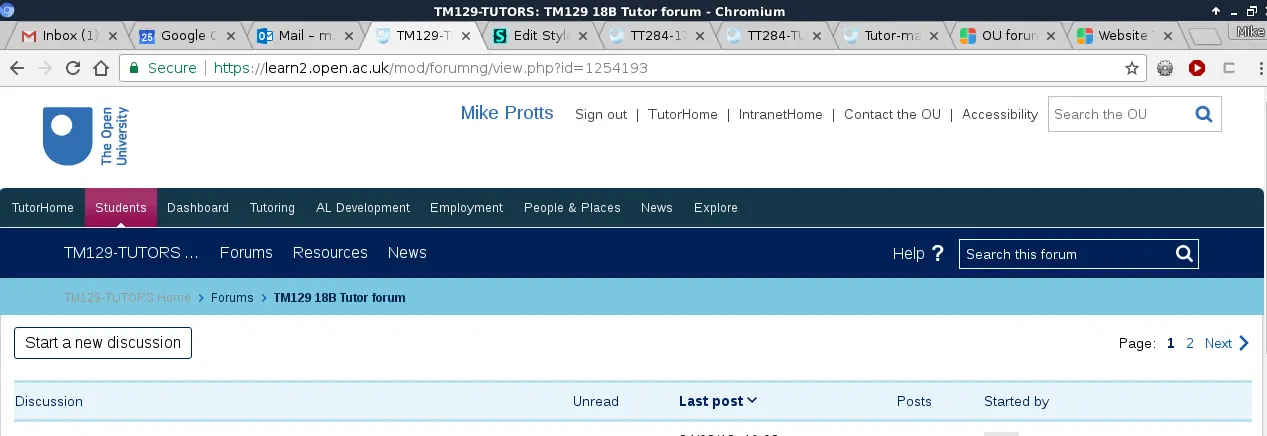 TM129-TUTORS: TM129 18B Tutor forum - Chromium
Inbox (1) 25 Google C Mail – m. TM129-T Edit Style TT284-17 TT284-TU Tutor-ma OU forum Website T Mike
Secure https://learn2.open.ac.uk/mod/forumng/view.php?id=1254193
The Open University
Mike Protts Sign out | TutorHome | IntranetHome | Contact the OU | Accessibility Search the OU
TutorHome Students Dashboard Tutoring AL Development Employment People & Places News Explore
TM129-TUTORS ... Forums Resources News Help ? Search this forum
TM129-TUTORS Home > Forums > TM129 18B Tutor forum
Start a new discussion Page: 1 2 Next
Discussion Unread Last post Posts Started by